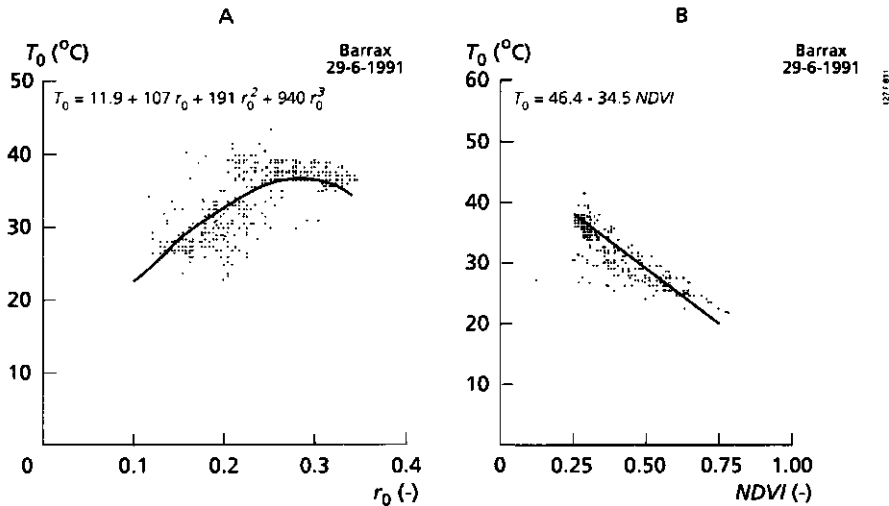 A
T₀ (°C)
Barrax
29-6-1991
T₀ = 11.9 + 107 r₀ + 191 r₀² + 940 r₀³
50
40
30
20
10
0
0.1
0.2
0.3
0.4
r₀ (-)
B
T₀ (°C)
Barrax
29-6-1991
T₀ = 46.4 - 34.5 NDVI
60
50
40
30
20
10
0
0.25
0.50
0.75
1.00
NDVI (-)